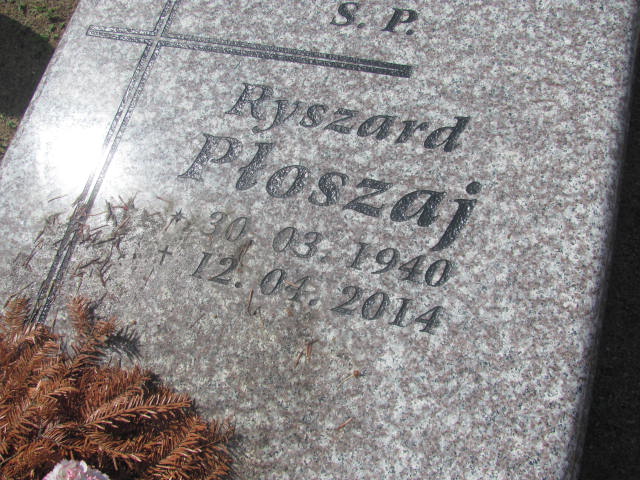 S. P.
Ryszard
Płoszaj
* 30. 03. 1940
† 12. 04. 2014